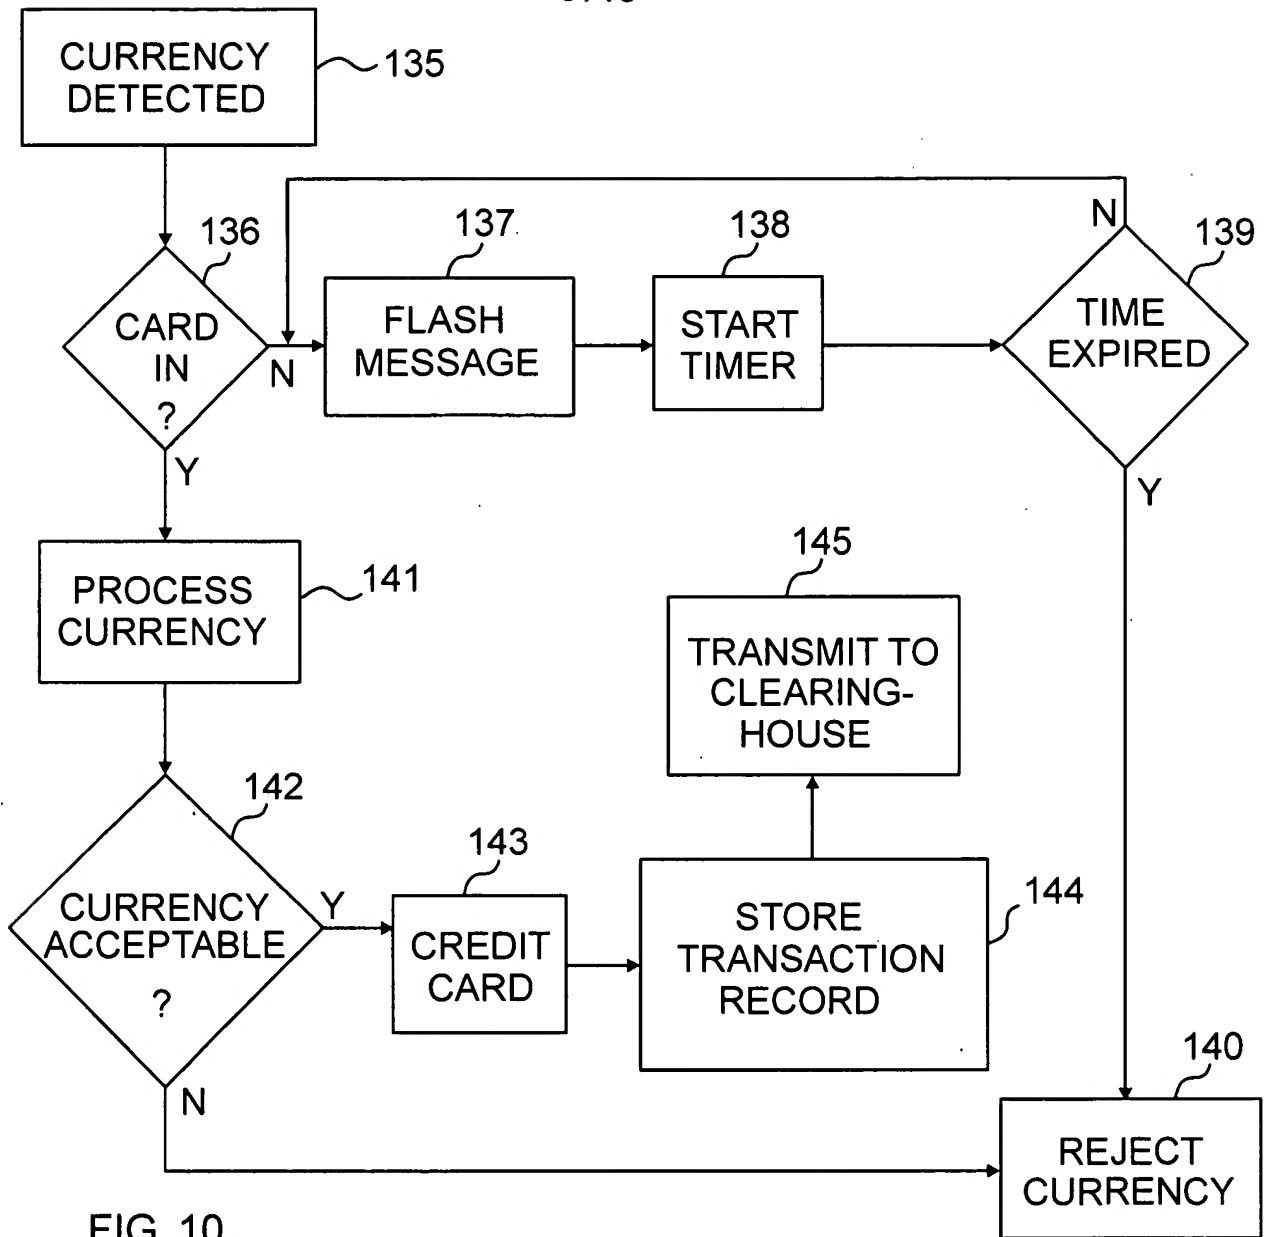 CURRENCY
DETECTED
135
136
CARD
IN
?
N
Y
137
FLASH
MESSAGE
138
START
TIMER
N
139
TIME
EXPIRED
Y
PROCESS
CURRENCY
141
145
TRANSMIT TO
CLEARING-
HOUSE
142
CURRENCY
ACCEPTABLE
?
Y
N
143
CREDIT
CARD
STORE
TRANSACTION
RECORD
144
140
REJECT
CURRENCY
FIG. 10